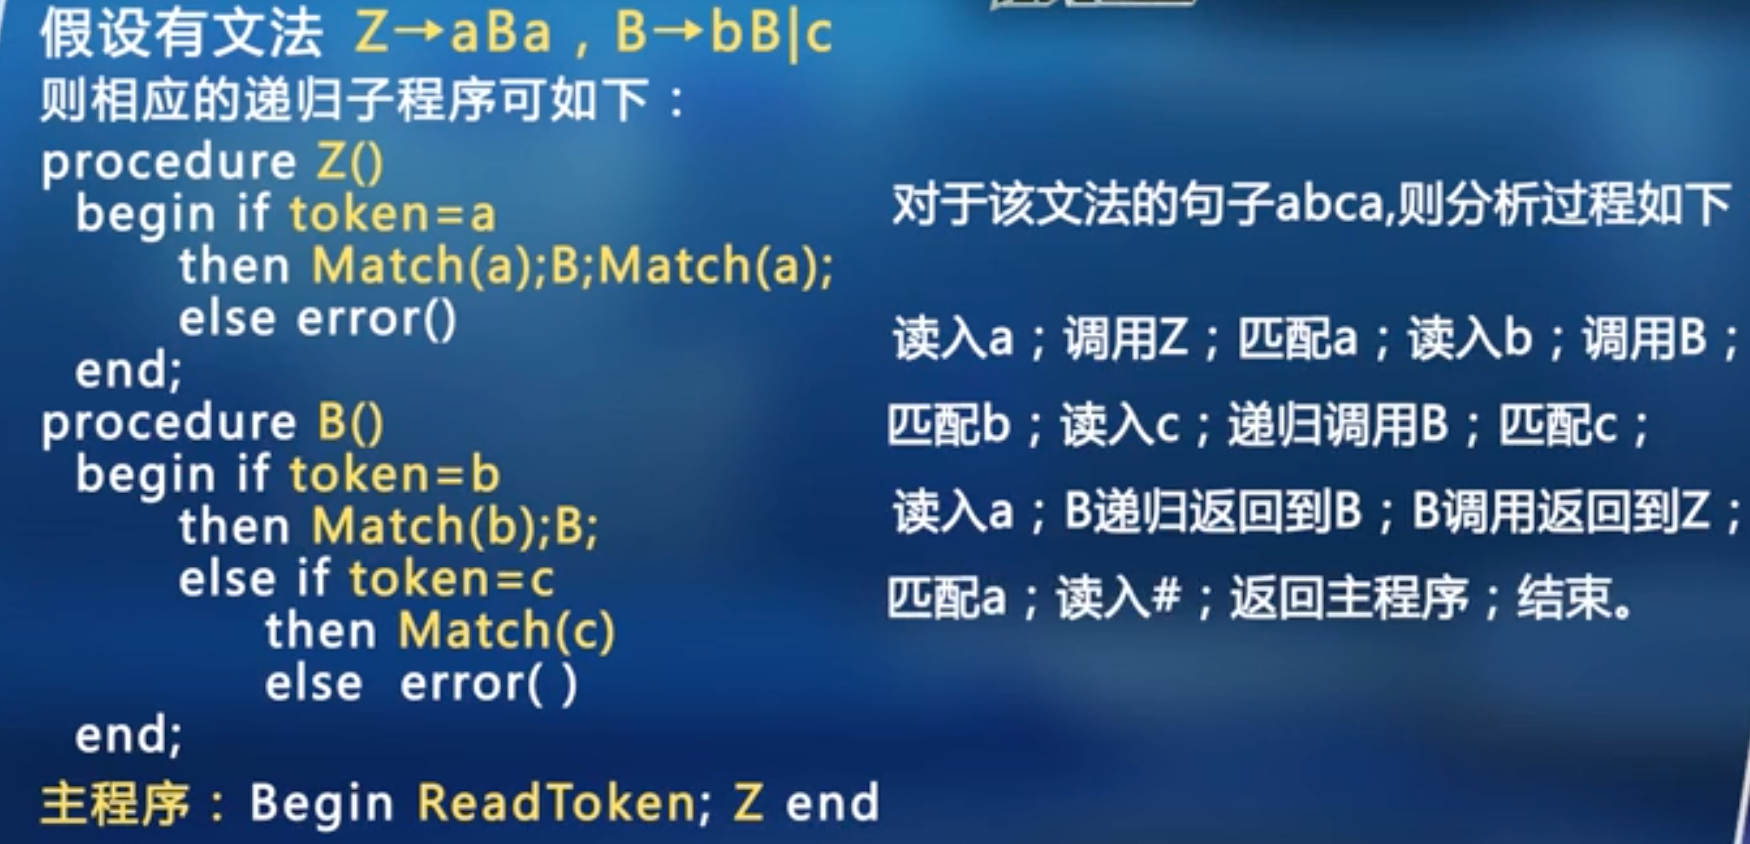 假设有文法 Z→aBa，B→bB|c
则相应的递归子程序可如下：
procedure Z()
begin if token=a
then Match(a);B;Match(a);
else error()
end;
procedure B()
begin if token=b
then Match(b);B;
else if token=c
then Match(c)
else error( )
end;
主程序：Begin ReadToken; Z end
对于该文法的句子abca,则分析过程如下
读入a；调用Z；匹配a；读入b；调用B；
匹配b；读入c；递归调用B；匹配c；
读入a；B递归返回到B；B调用返回到Z；
匹配a；读入#；返回主程序；结束。